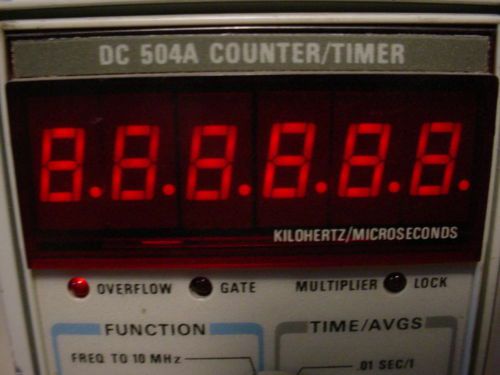 DC 504A COUNTER/TIMER
8.8.8.8.8.8.
KILOHERTZ/MICROSECONDS
OVERFLOW GATE MULTIPLIER LOCK
FUNCTION TIME/AVGS
FREQ TO 10 MHz .01 SEC/1